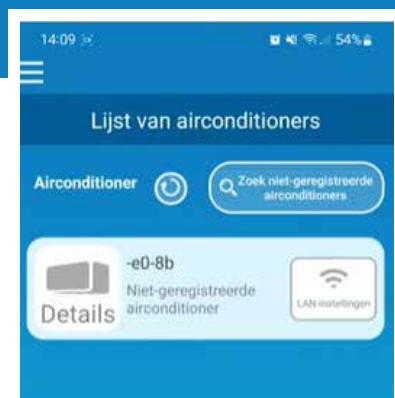 14:09
54%
Lijst van airconditioners
Airconditioner
Zoek niet-geregistreerde
airconditioners
-e0-8b
Niet-geregistreerde
airconditioner
Details
LAN-instellingen